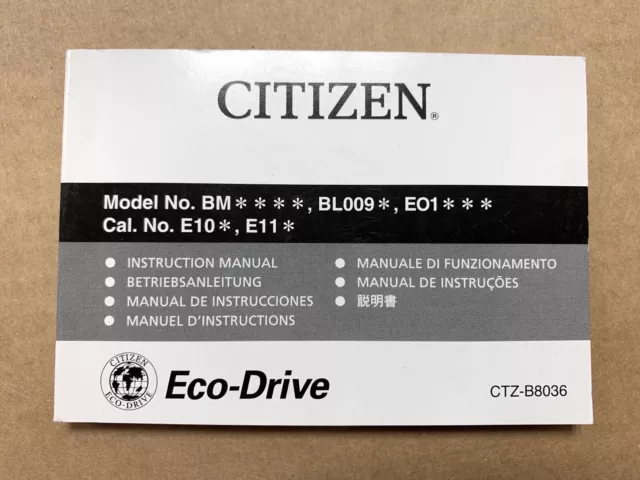 CITIZEN®
Model No. BM＊＊＊＊, BL009＊, EO1＊＊＊
Cal. No. E10＊, E11＊
● INSTRUCTION MANUAL
● BETRIEBSANLEITUNG
● MANUAL DE INSTRUCCIONES
● MANUEL D'INSTRUCTIONS
● MANUALE DI FUNZIONAMENTO
● MANUAL DE INSTRUÇÕES
● 説明書
CITIZEN
ECO-DRIVE
Eco-Drive
CTZ-B8036